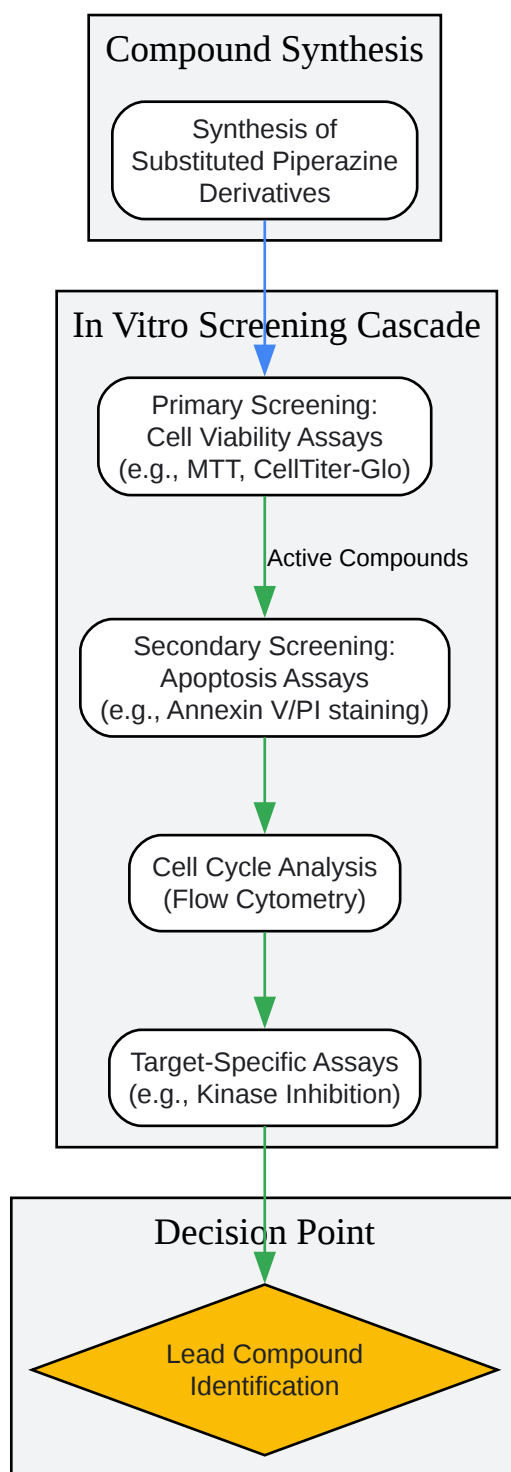 Compound Synthesis
Synthesis of
Substituted Piperazine
Derivatives
In Vitro Screening Cascade
Primary Screening:
Cell Viability Assays
(e.g., MTT, CellTiter-Glo)
Active Compounds
Secondary Screening:
Apoptosis Assays
(e.g., Annexin V/PI staining)
Cell Cycle Analysis
(Flow Cytometry)
Target-Specific Assays
(e.g., Kinase Inhibition)
Decision Point
Lead Compound
Identification